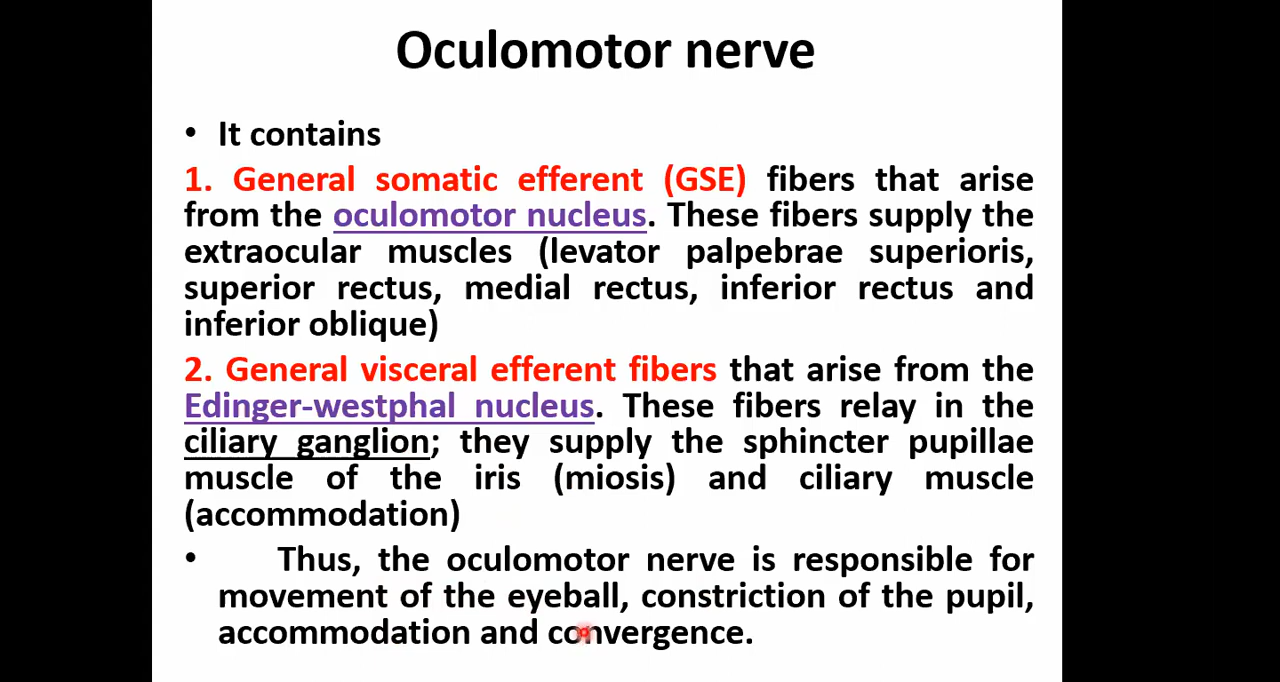 Oculomotor nerve
• It contains
1. General somatic efferent (GSE) fibers that arise
from the oculomotor nucleus. These fibers supply the
extraocular muscles (levator palpebrae superioris,
superior rectus, medial rectus, inferior rectus and
inferior oblique)
2. General visceral efferent fibers that arise from the
Edinger-westphal nucleus. These fibers relay in the
ciliary ganglion; they supply the sphincter pupillae
muscle of the iris (miosis) and ciliary muscle
(accommodation)
• Thus, the oculomotor nerve is responsible for
movement of the eyeball, constriction of the pupil,
accommodation and convergence.